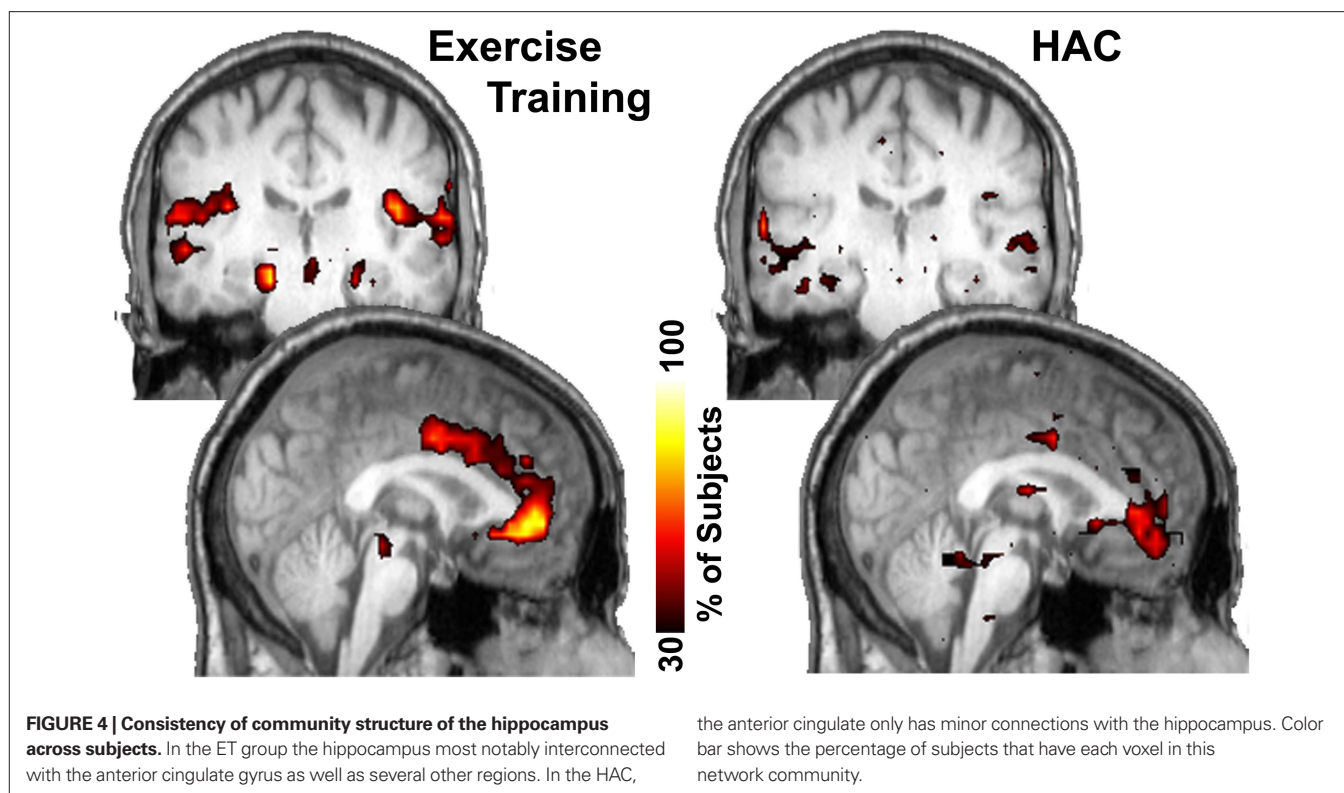 Exercise
Training
HAC
100
% of Subjects
30
FIGURE 4 | Consistency of community structure of the hippocampus
across subjects. In the ET group the hippocampus most notably interconnected
with the anterior cingulate gyrus as well as several other regions. In the HAC,
the anterior cingulate only has minor connections with the hippocampus. Color
bar shows the percentage of subjects that have each voxel in this
network community.